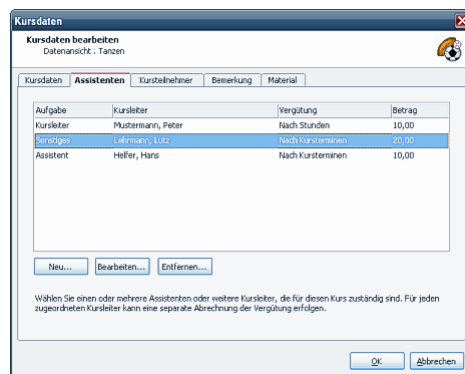 Kursdaten
Kursdaten bearbeiten
Datenansicht : Tanzen
Kursdaten Assistenten Kursteilnehmer Bemerkung Material
Aufgabe Kursleiter Vergütung Betrag
Kursleiter Mustermann, Peter Nach Stunden 10,00
Sonstiges Lehrmann, Lutz Nach Kursterminen 20,00
Assistent Helfer, Hans Nach Kursterminen 10,00
Neu... Bearbeiten... Entfernen...
Wählen Sie einen oder mehrere Assistenten oder weitere Kursleiter, die für diesen Kurs zuständig sind. Für jeden
zugeordneten Kursleiter kann eine separate Abrechnung der Vergütung erfolgen.
OK Abbrechen